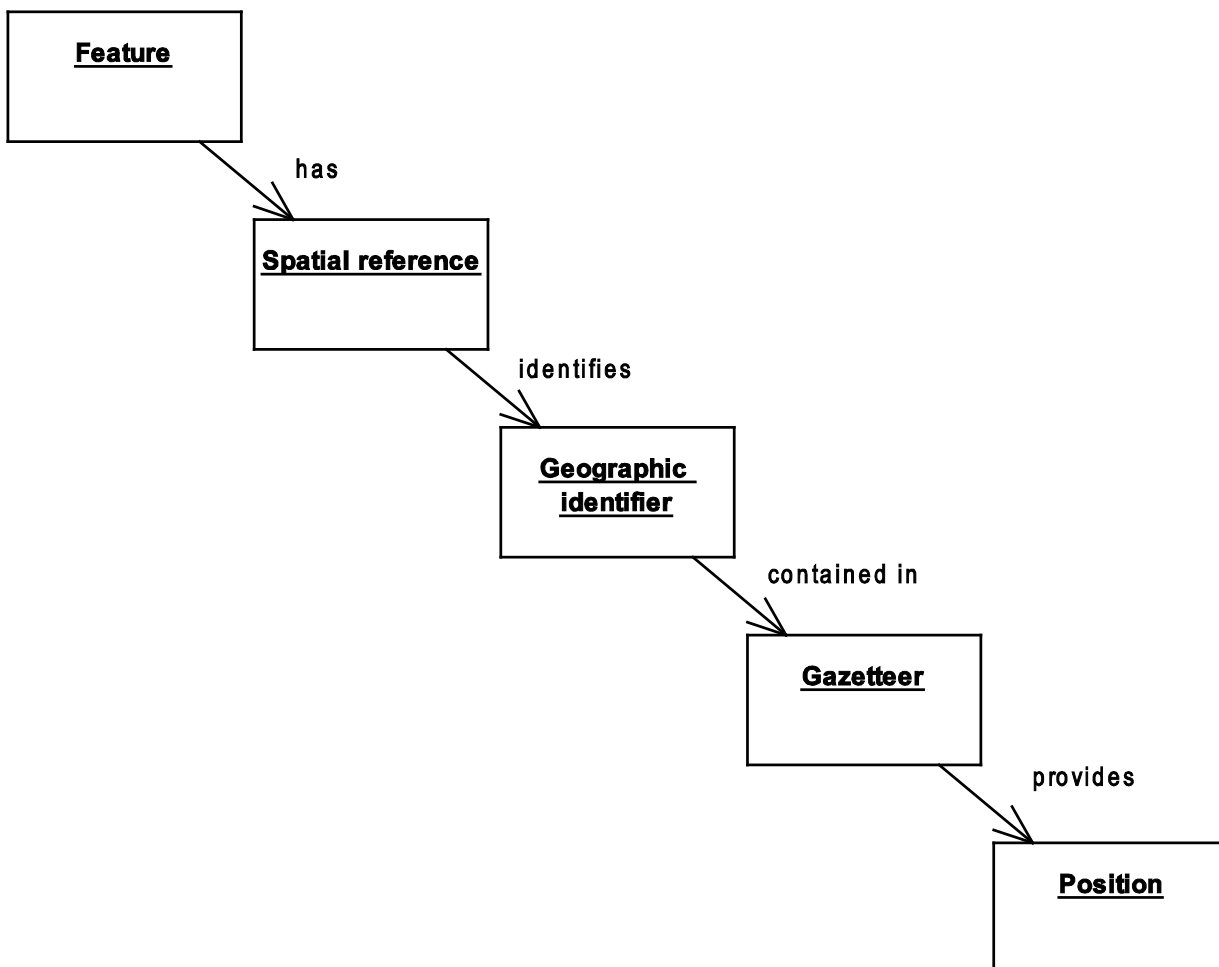 Feature
has
Spatial reference
identifies
Geographic
identifier
contained in
Gazetteer
provides
Position